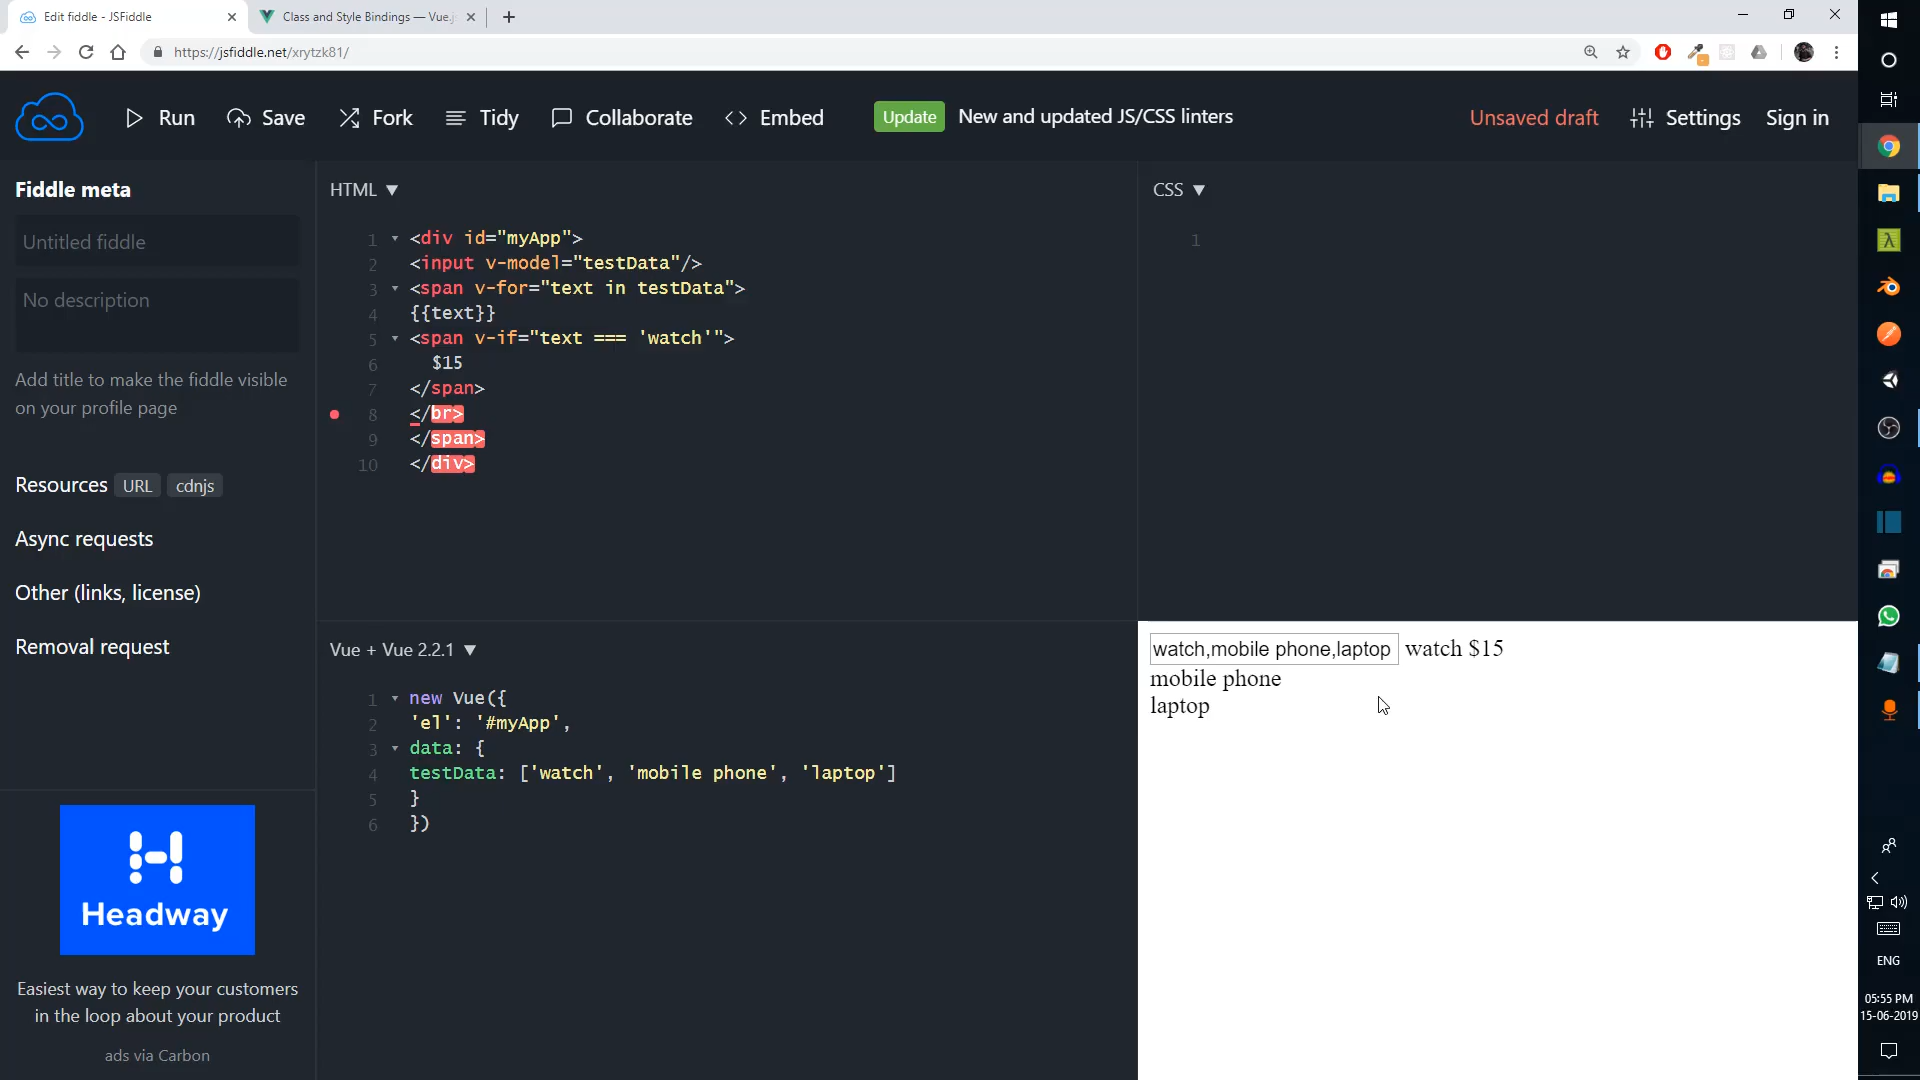 Edit fiddle - JSFiddle
Class and Style Bindings — Vue.j
https://jsfiddle.net/xrytzk81/
Run
Save
Fork
Tidy
Collaborate
Embed
Update
New and updated JS/CSS linters
Unsaved draft
Settings
Sign in
Fiddle meta
Untitled fiddle
No description
Add title to make the fiddle visible
on your profile page
Resources URL cdnjs
Async requests
Other (links, license)
Removal request
Headway
Easiest way to keep your customers
in the loop about your product
ads via Carbon
HTML ▼
1 <div id="myApp">
2 <input v-model="testData"/>
3 <span v-for="text in testData">
4 {{text}}
5 <span v-if="text === 'watch'">
6 $15
7 </span>
8 </br>
9 </span>
10 </div>
CSS ▼
1
Vue + Vue 2.2.1 ▼
1 new Vue({
2 'el': '#myApp',
3 data: {
4 testData: ['watch', 'mobile phone', 'laptop']
5 }
6 })
watch,mobile phone,laptop watch $15
mobile phone
laptop
ENG
05:55 PM
15-06-2019